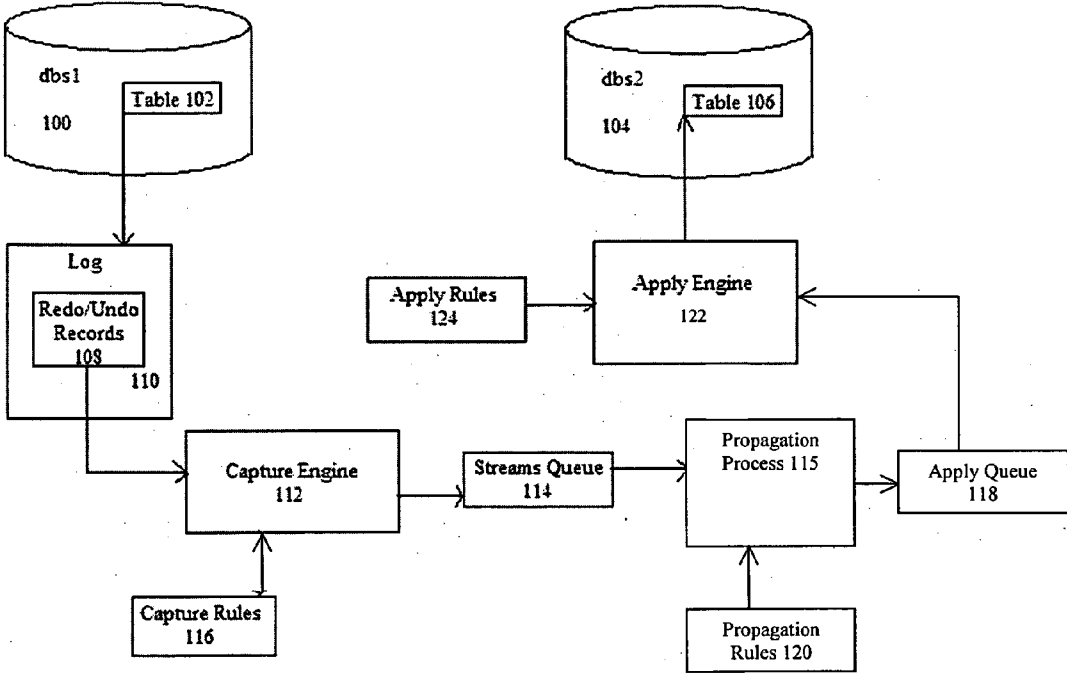 dbs1
Table 102
100
dbs2
Table 106
104
Log
Redo/Undo
Records
108
110
Apply Rules
124
Apply Engine
122
Capture Engine
112
Streams Queue
114
Propagation
Process 115
Apply Queue
118
Capture Rules
116
Propagation
Rules 120